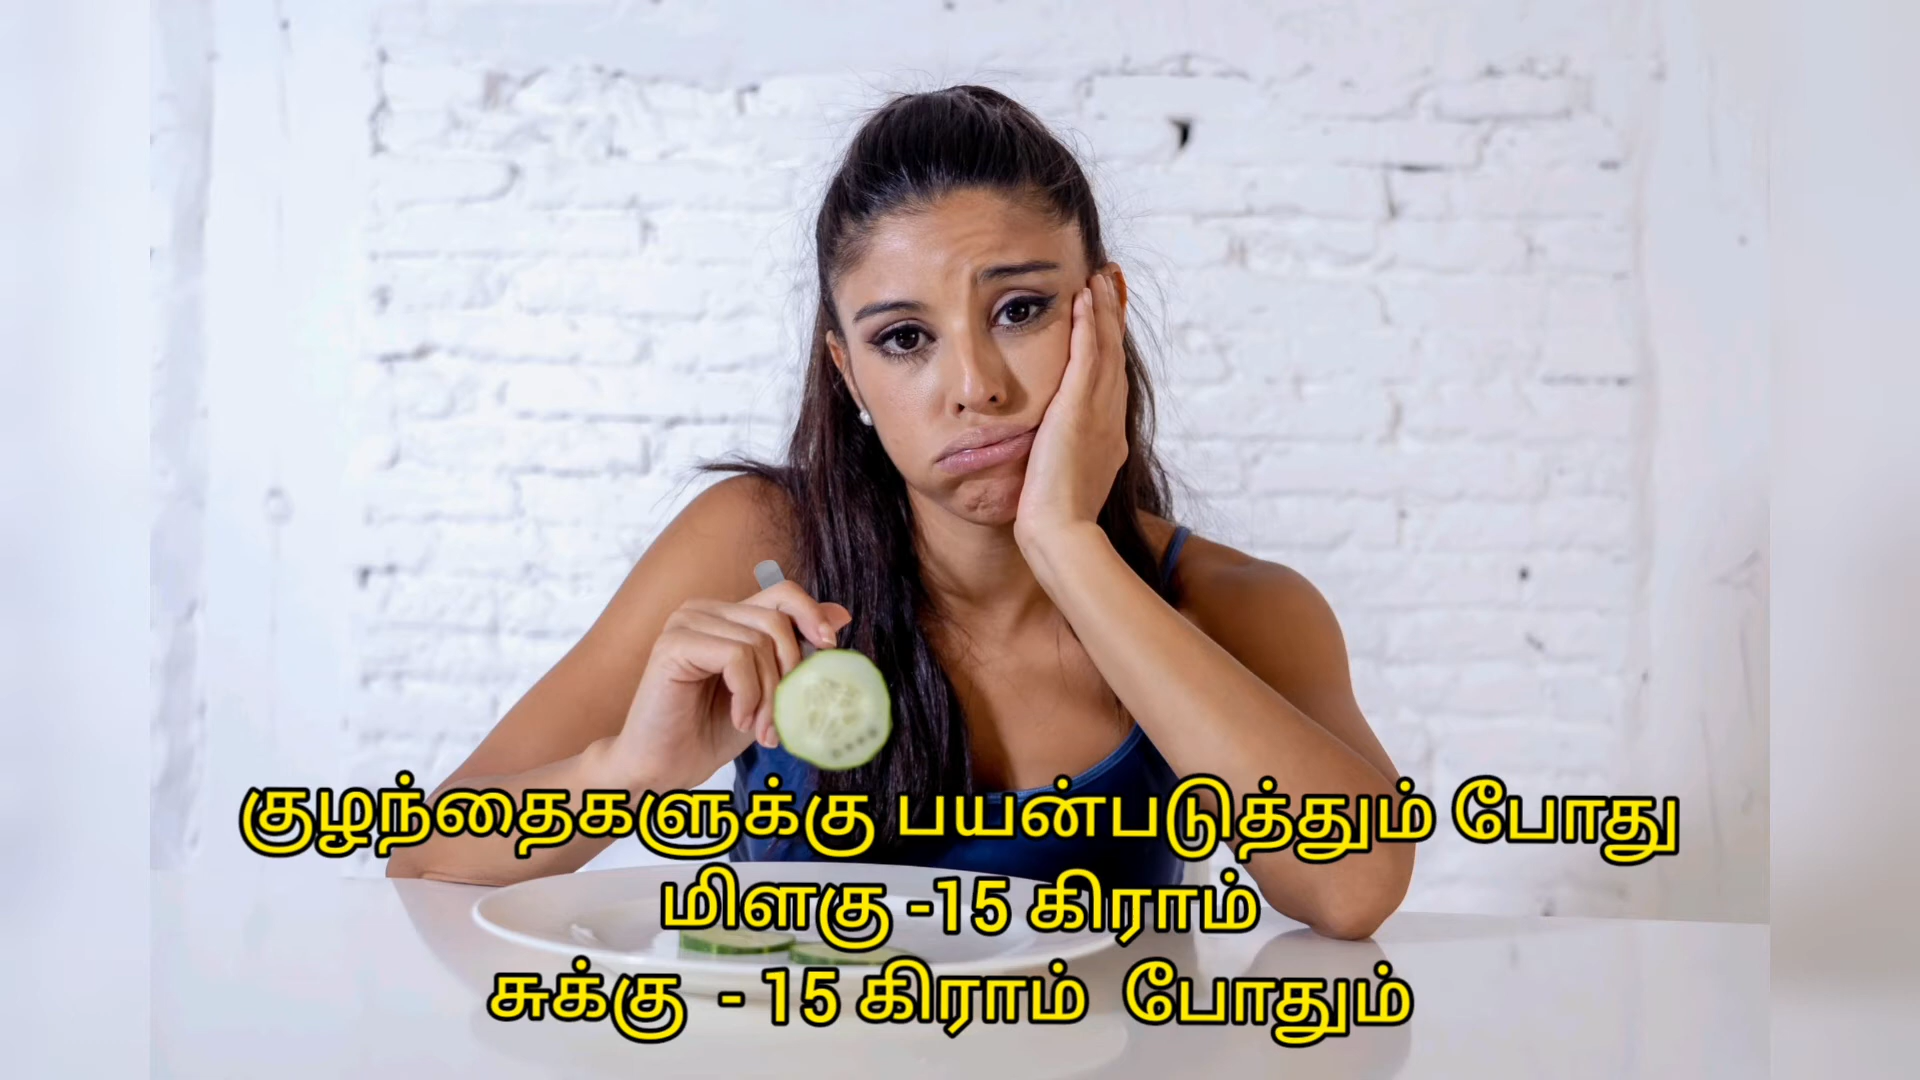 குழந்தைகளுக்கு பயன்படுத்தும் போது
மிளகு -15 கிராம்
சுக்கு - 15 கிராம் போதும்